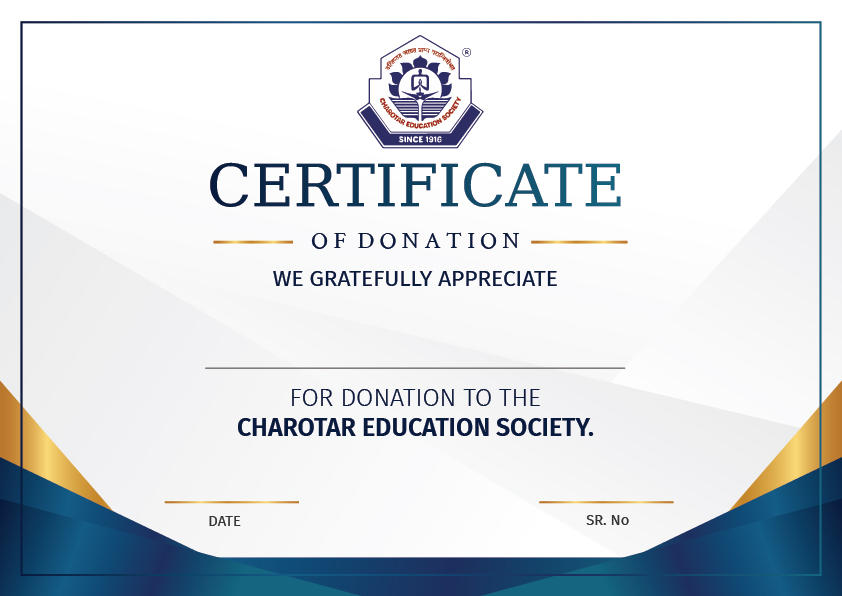 ®
CHAROTAR EDUCATION SOCIETY
SINCE 1916
CERTIFICATE
OF DONATION
WE GRATEFULLY APPRECIATE
FOR DONATION TO THE
CHAROTAR EDUCATION SOCIETY.
DATE
SR. No